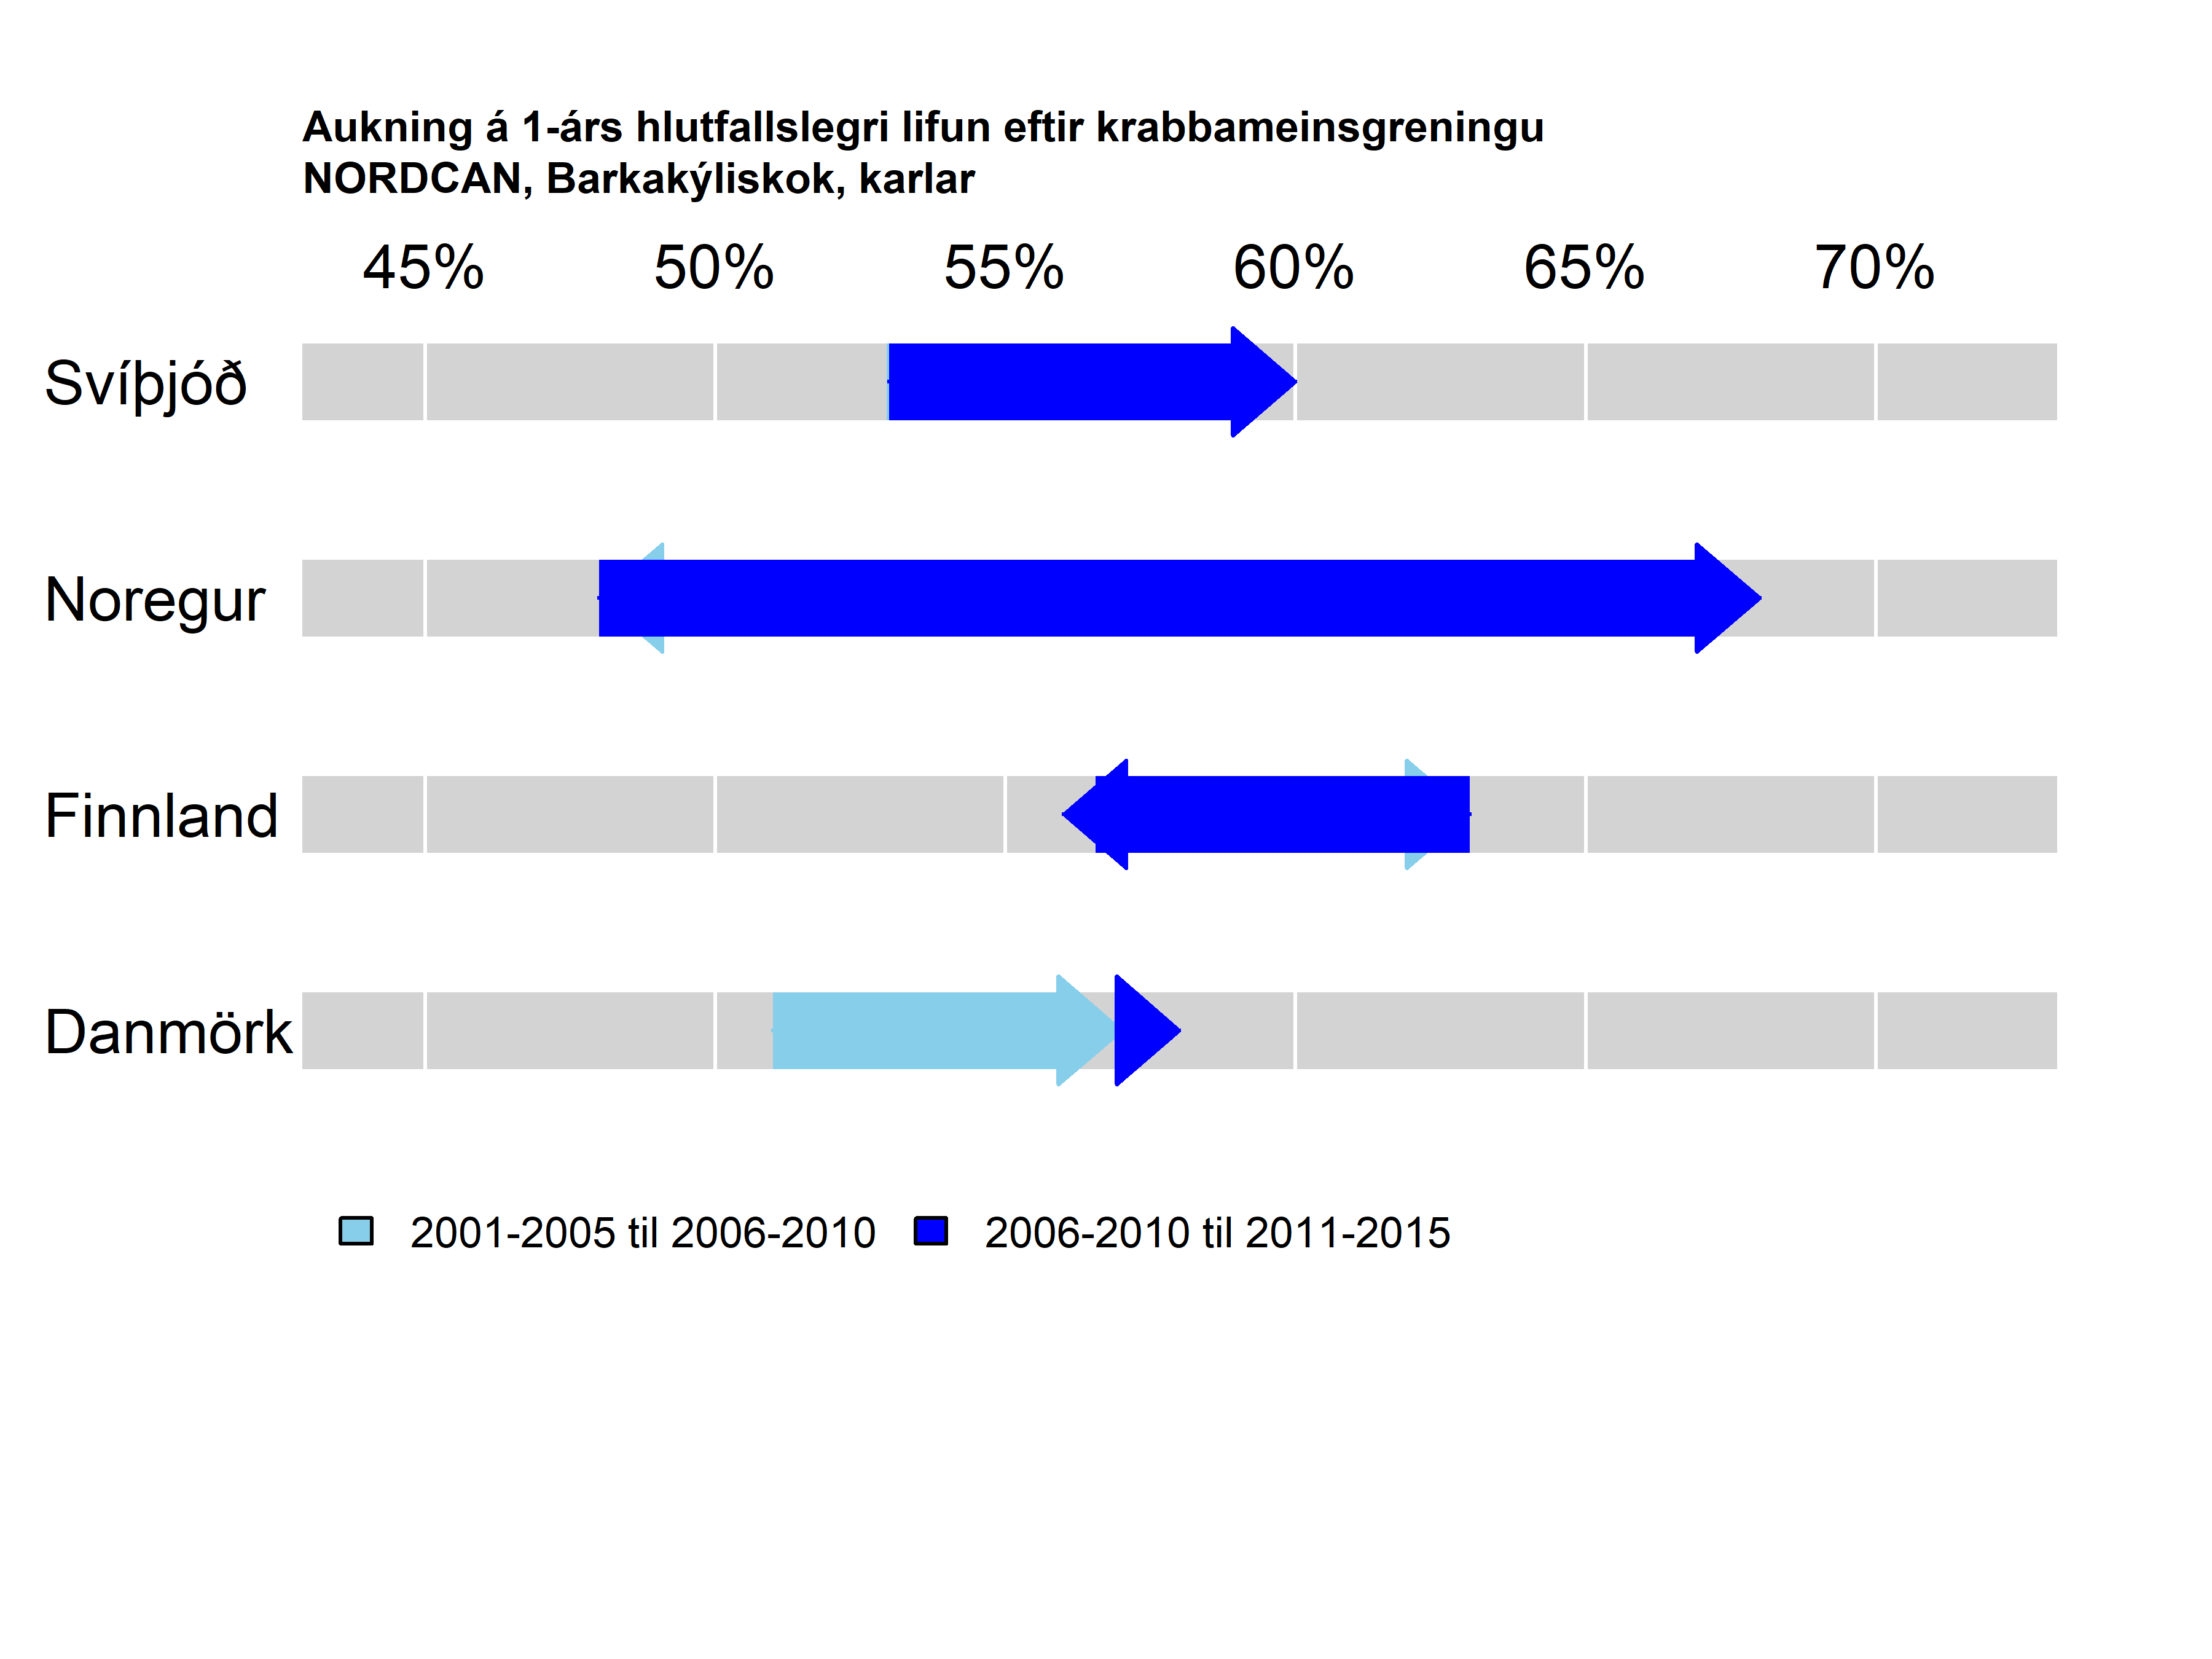 Aukning á 1-árs hlutfallslegri lifun eftir krabbameinsgreningu
NORDCAN, Barkakýliskok, karlar
45% 50% 55% 60% 65% 70%
Svíþjóð
Noregur
Finnland
Danmörk
2001-2005 til 2006-2010 2006-2010 til 2011-2015